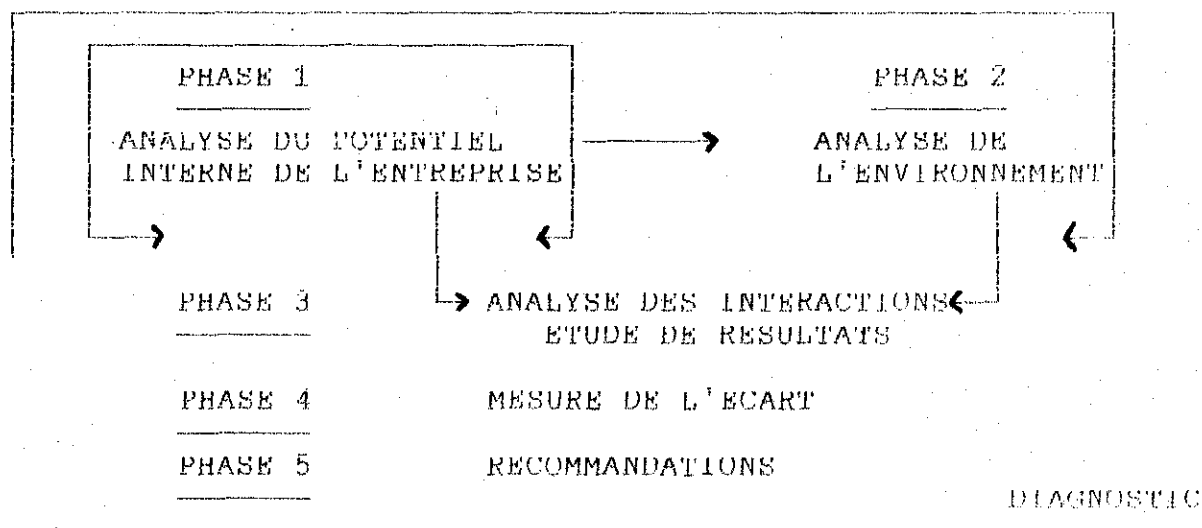 PHASE 1
PHASE 2
ANALYSE DU POTENTIEL
INTERNE DE L'ENTREPRISE
ANALYSE DE
L'ENVIRONNEMENT
PHASE 3
ANALYSE DES INTERACTIONS
ETUDE DE RESULTATS
PHASE 4
MESURE DE L'ECART
PHASE 5
RECOMMANDATIONS
DIAGNOSTIC